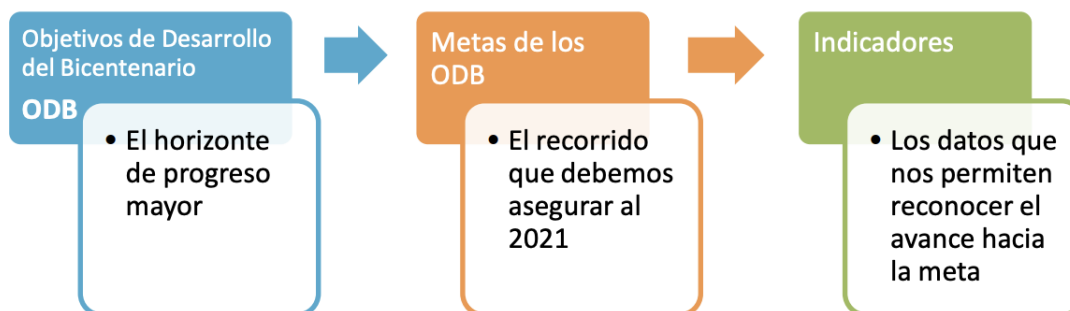 Objetivos de Desarrollo
del Bicentenario
ODB
• El horizonte
de progreso
mayor
Metas de los
ODB
• El recorrido
que debemos
asegurar al
2021
Indicadores
• Los datos que
nos permiten
reconocer el
avance hacia
la meta